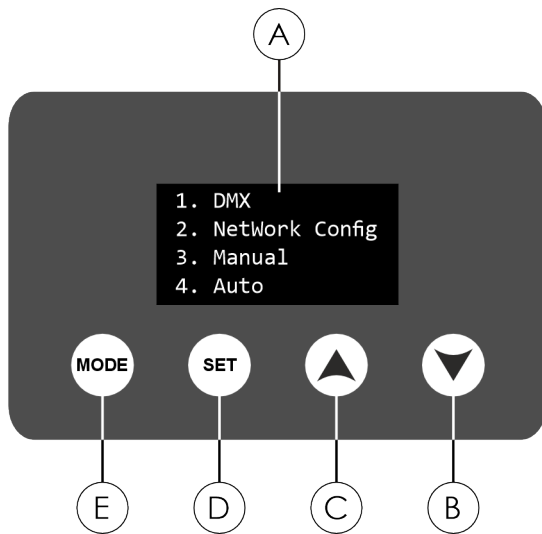 A
1. DMX
2. NetWork Config
3. Manual
4. Auto
MODE SET
E D C B